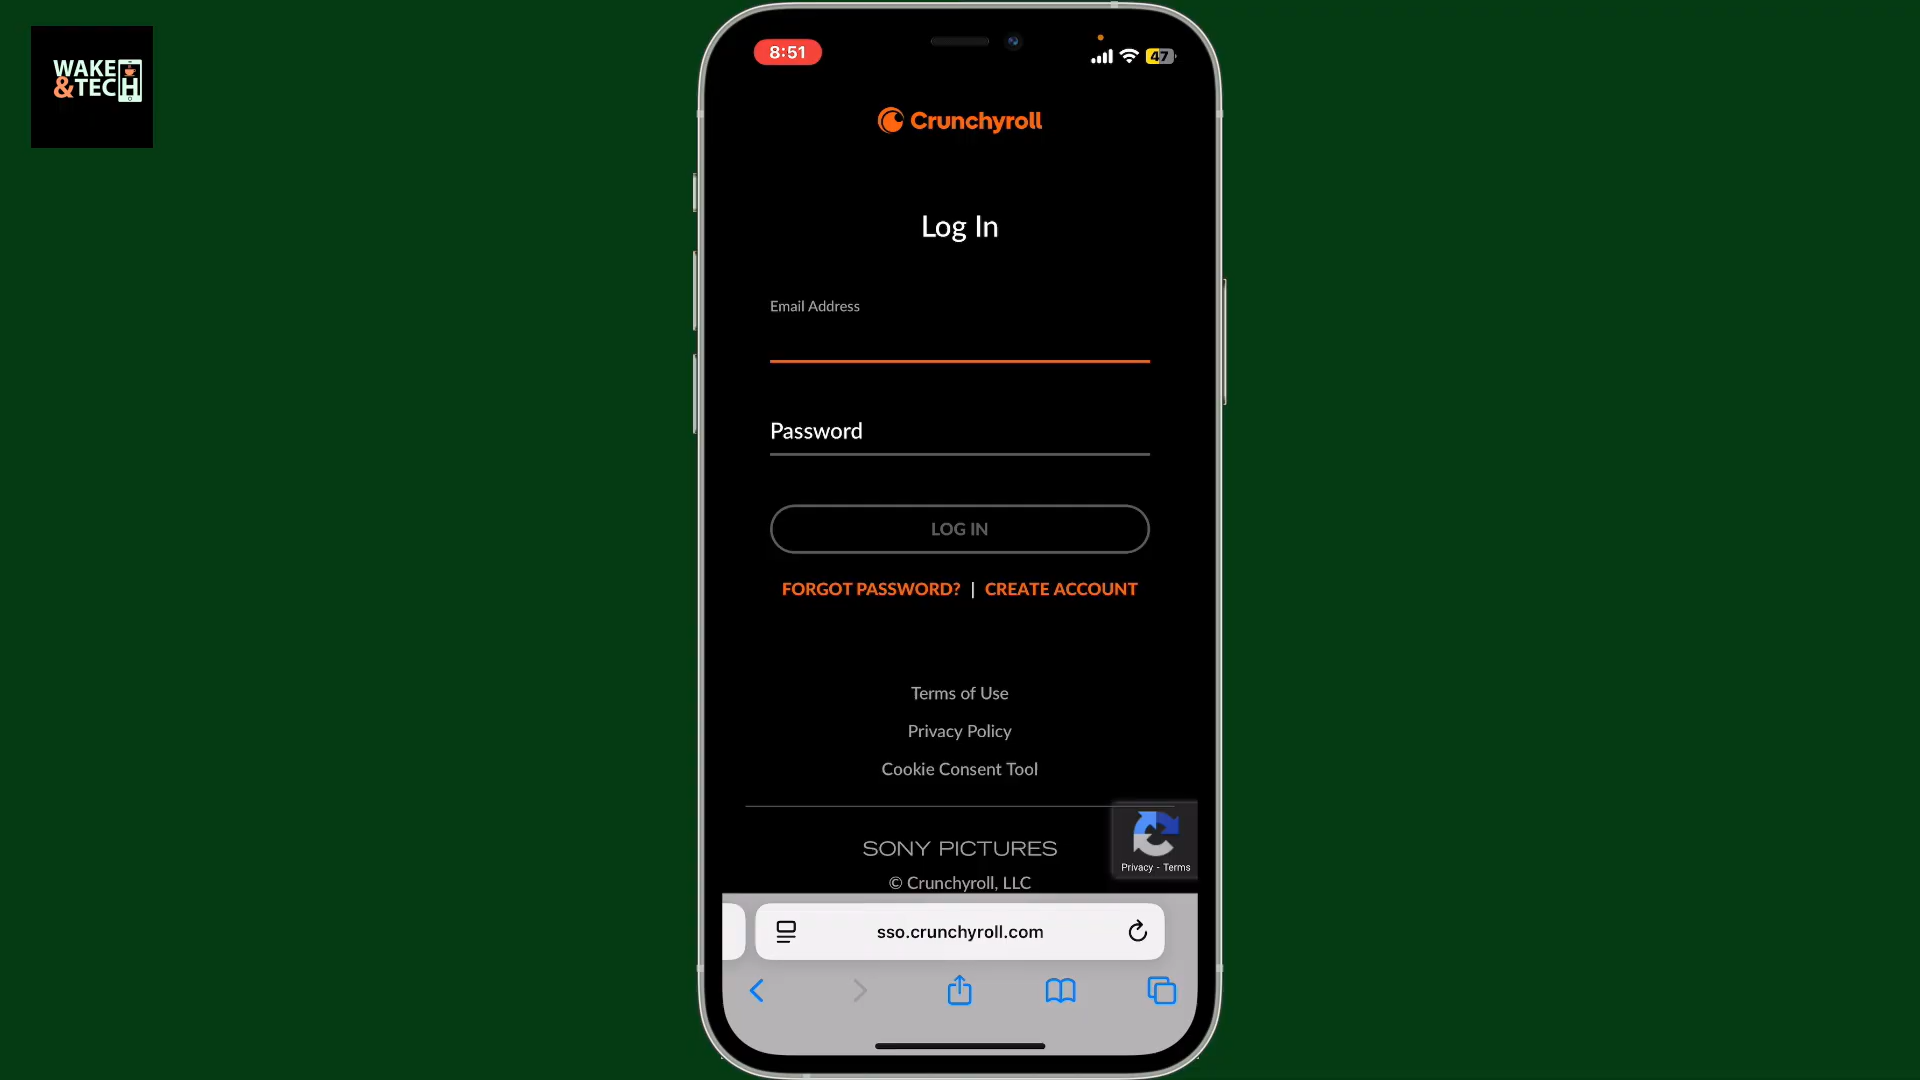 WAKE
&TECH
8:51
47
Crunchyroll
Log In
Email Address
Password
LOG IN
FORGOT PASSWORD? | CREATE ACCOUNT
Terms of Use
Privacy Policy
Cookie Consent Tool
SONY PICTURES
Privacy - Terms
© Crunchyroll, LLC
sso.crunchyroll.com